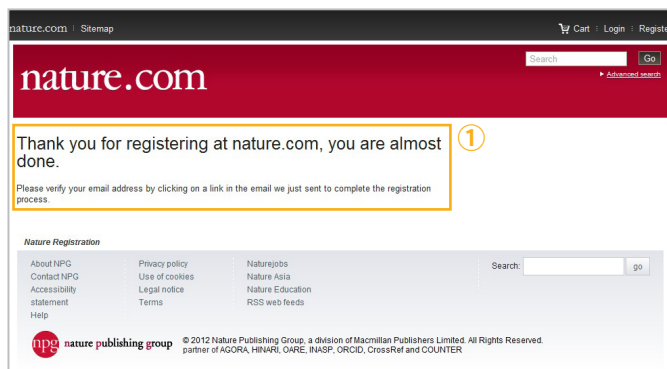 nature.com Sitemap Cart Login Registe
Search Go
Advanced search
nature.com
Thank you for registering at nature.com, you are almost
done.
①
Please verify your email address by clicking on a link in the email we just sent to complete the registration
process.
Nature Registration
About NPG
Contact NPG
Accessibility
statement
Help
Privacy policy
Use of cookies
Legal notice
Terms
Naturejobs
Nature Asia
Nature Education
RSS web feeds
Search: go
npg nature publishing group
© 2012 Nature Publishing Group, a division of Macmillan Publishers Limited. All Rights Reserved.
partner of AGORA, HINARI, OARE, INASP, ORCID, CrossRef and COUNTER